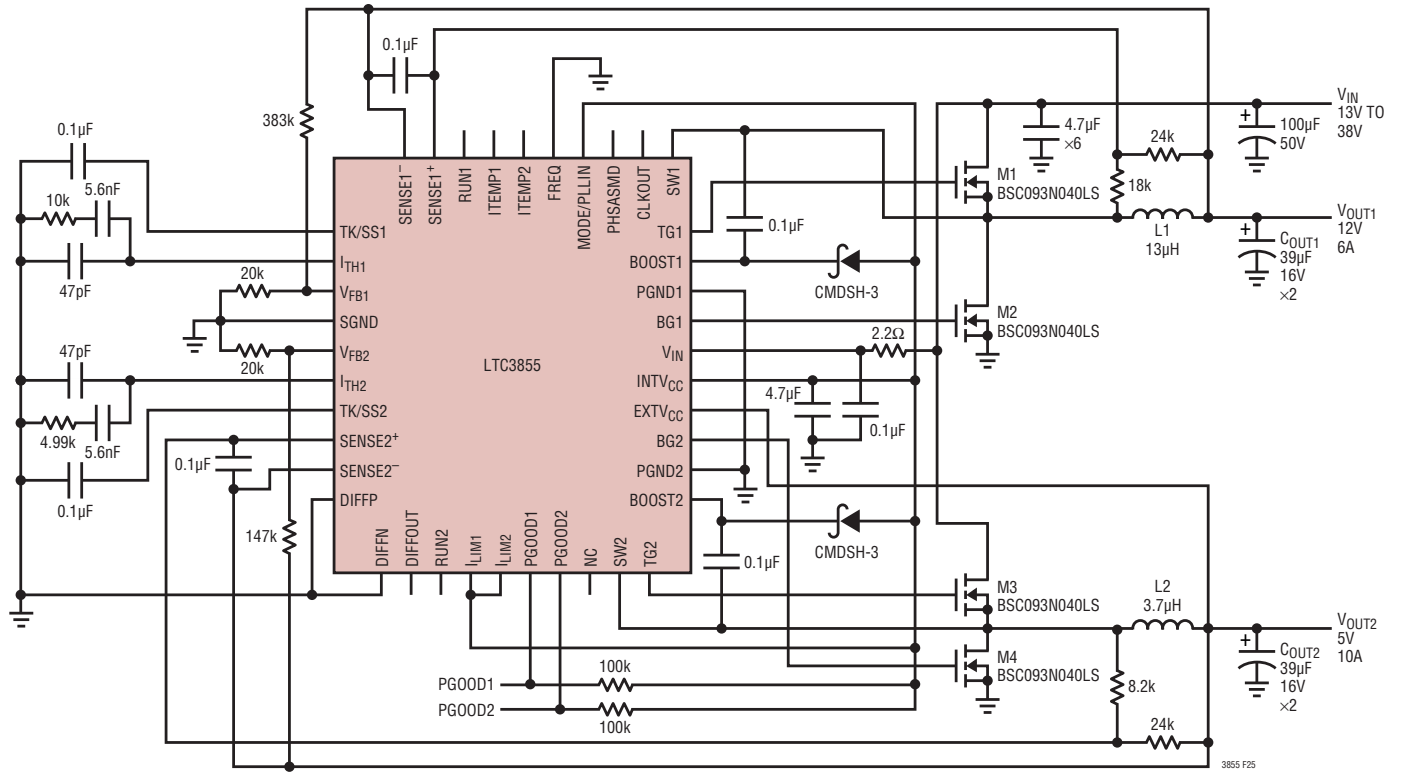 0.1µF
383k
0.1µF
5.6nF
10k
47pF
20k
47pF
20k
4.99k
5.6nF
0.1µF
0.1µF
147k
SENSE1–
SENSE1+
RUN1
ITEMP1
ITEMP2
FREQ
MODE/PLLIN
PHSASMD
CLKOUT
SW1
TK/SS1
ITH1
VFB1
SGND
VFB2
ITH2
TK/SS2
SENSE2+
SENSE2–
DIFFP
LTC3855
TG1
BOOST1
PGND1
BG1
VIN
INTVCC
EXTVCC
BG2
PGND2
BOOST2
DIFFN
DIFFOUT
RUN2
ILIM1
ILIM2
PGOOD1
PGOOD2
NC
SW2
TG2
0.1µF
CMDSH-3
2.2Ω
4.7µF
0.1µF
CMDSH-3
0.1µF
PGOOD1
100k
PGOOD2
100k
4.7µF
×6
M1
BSC093N040LS
24k
18k
L1
13µH
M2
BSC093N040LS
M3
BSC093N040LS
L2
3.7µH
M4
BSC093N040LS
8.2k
24k
+
100µF
50V
VIN
13V TO
38V
VOUT1
12V
6A
+
COUT1
39µF
16V
×2
VOUT2
5V
10A
+
COUT2
39µF
16V
×2
3855 F25